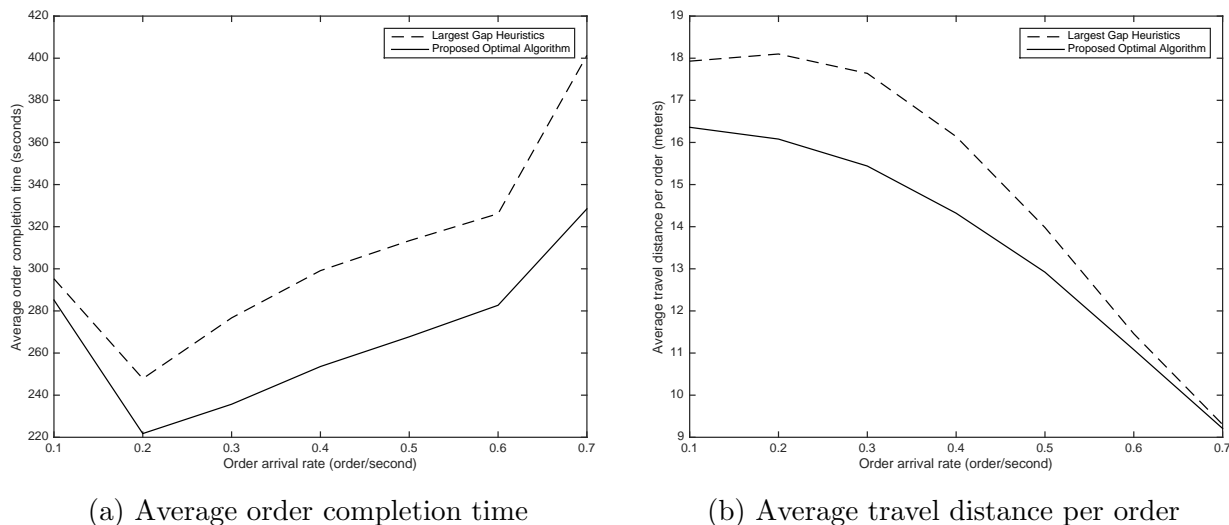 420
400
380
360
340
320
300
280
260
240
220
0.1 0.2 0.3 0.4 0.5 0.6 0.7
Order arrival rate (order/second)
Average order completion time (seconds)
Largest Gap Heuristics
Proposed Optimal Algorithm
(a) Average order completion time
19
18
17
16
15
14
13
12
11
10
9
0.1 0.2 0.3 0.4 0.5 0.6 0.7
Order arrival rate (order/second)
Average travel distance per order (meters)
Largest Gap Heuristics
Proposed Optimal Algorithm
(b) Average travel distance per order